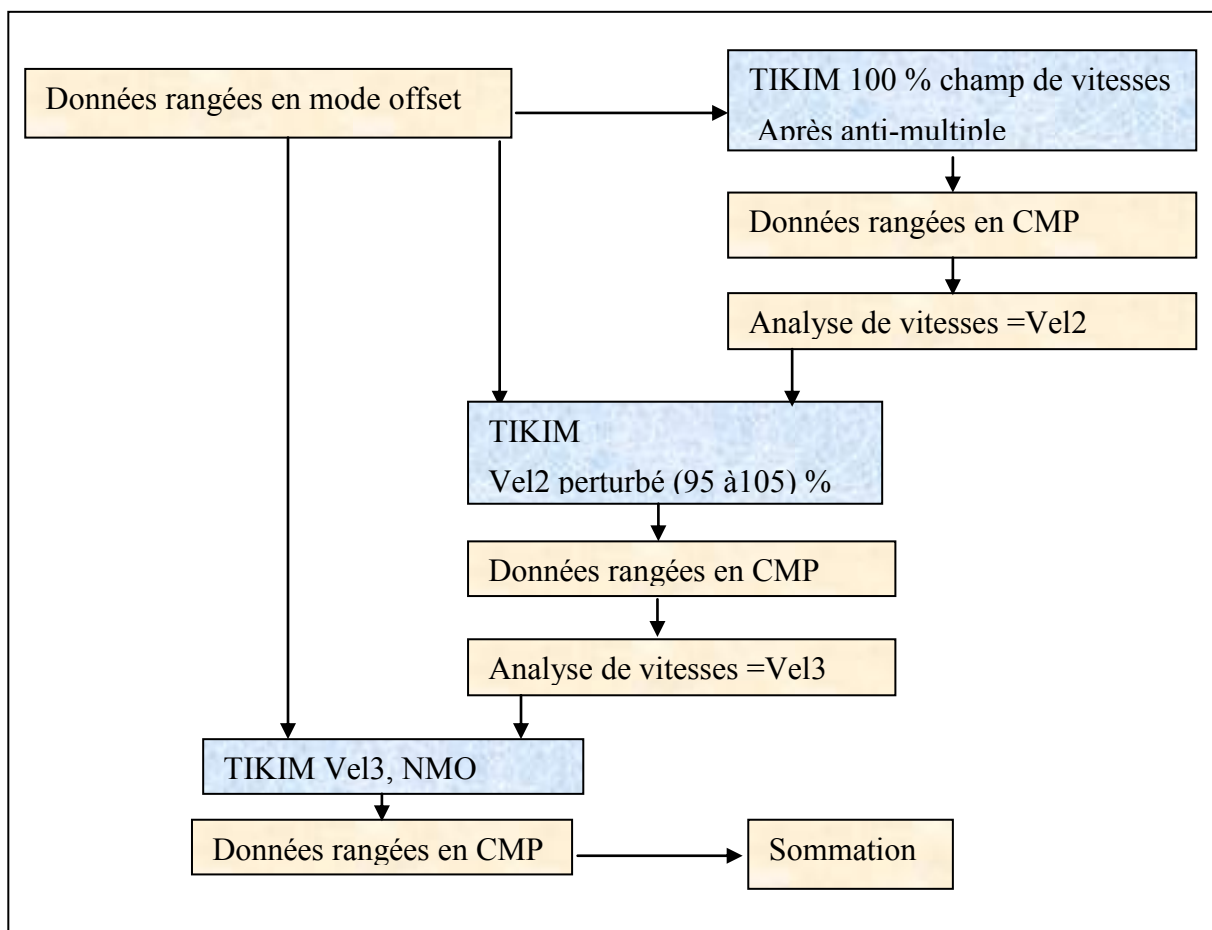 Données rangées en mode offset
TIKIM 100 % champ de vitesses
Après anti-multiple
Données rangées en CMP
Analyse de vitesses =Vel2
TIKIM
Vel2 perturbé (95 à105) %
Données rangées en CMP
Analyse de vitesses =Vel3
TIKIM Vel3, NMO
Données rangées en CMP
Sommation